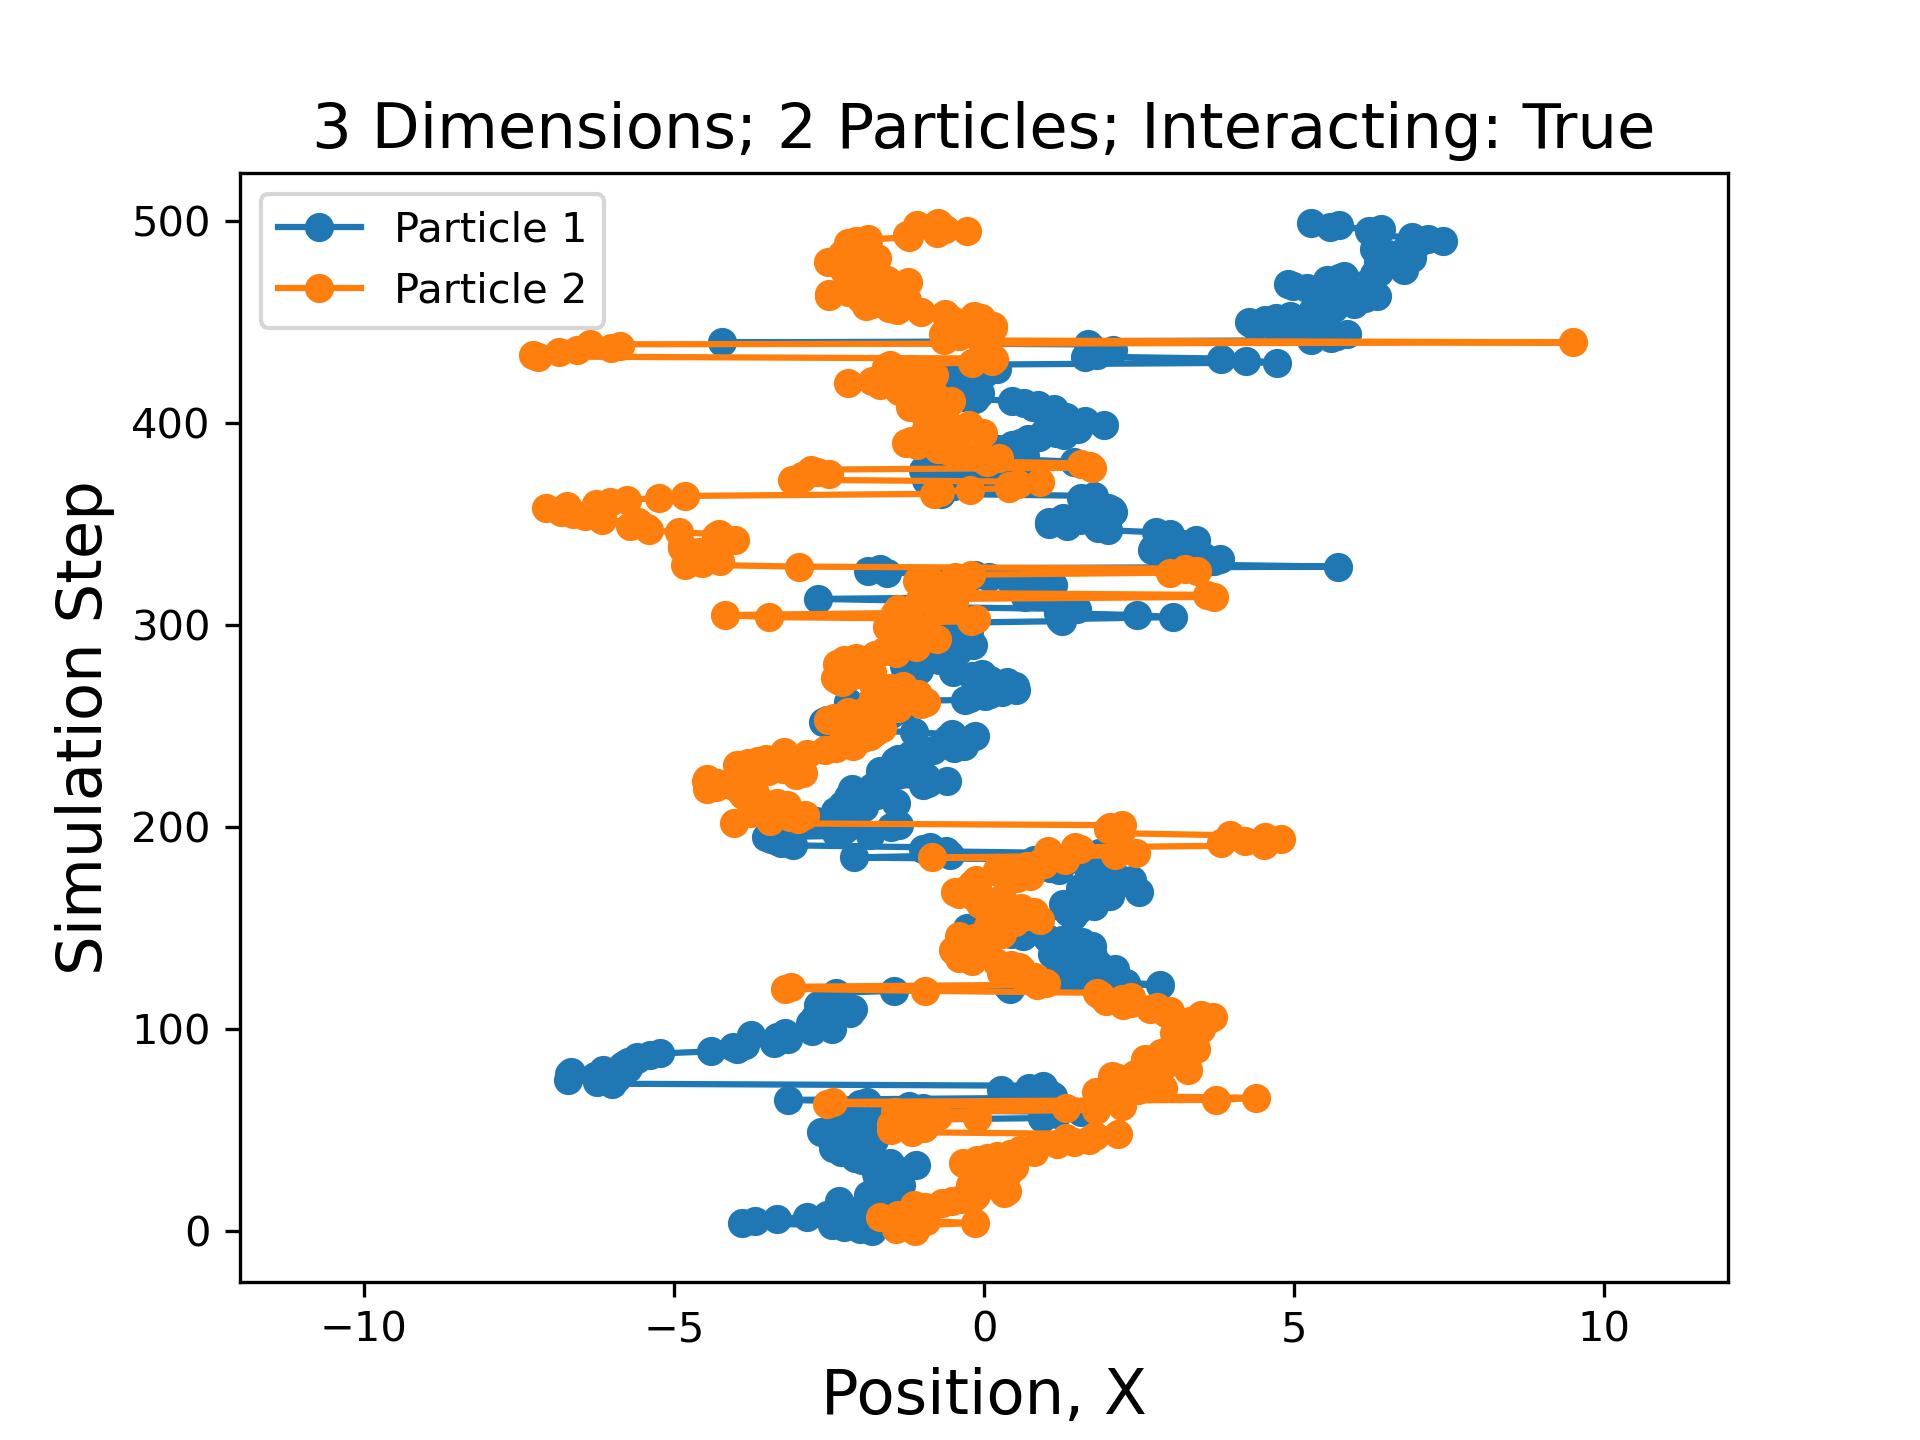 3 Dimensions; 2 Particles; Interacting: True
Particle 1
Particle 2
500
400
300
200
100
0
Simulation Step
−10
−5
0
5
10
Position, X